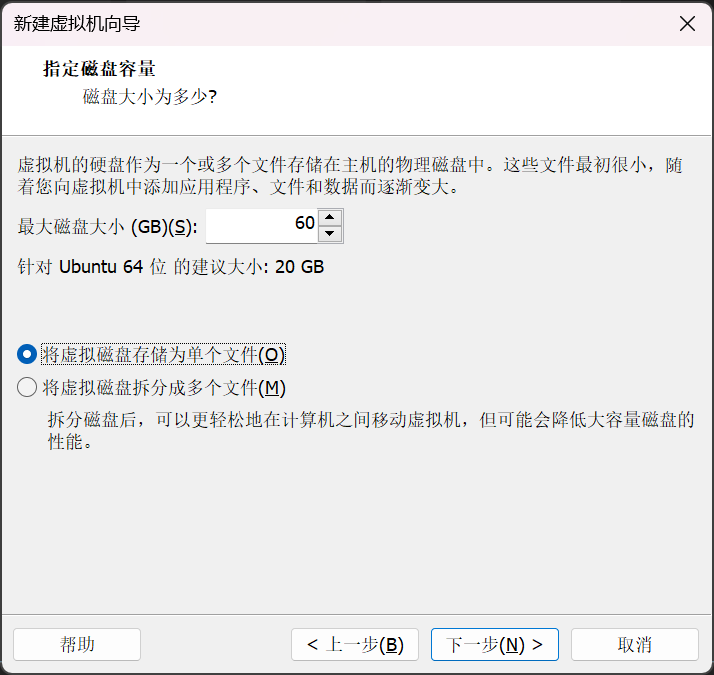 新建虚拟机向导
指定磁盘容量
磁盘大小为多少?
虚拟机的硬盘作为一个或多个文件存储在主机的物理磁盘中。这些文件最初很小，随
着您向虚拟机中添加应用程序、文件和数据而逐渐变大。
最大磁盘大小 (GB)(S): 60
针对 Ubuntu 64 位 的建议大小: 20 GB
将虚拟磁盘存储为单个文件(O)
将虚拟磁盘拆分成多个文件(M)
拆分磁盘后，可以更轻松地在计算机之间移动虚拟机，但可能会降低大容量磁盘的
性能。
帮助 < 上一步(B) 下一步(N) > 取消